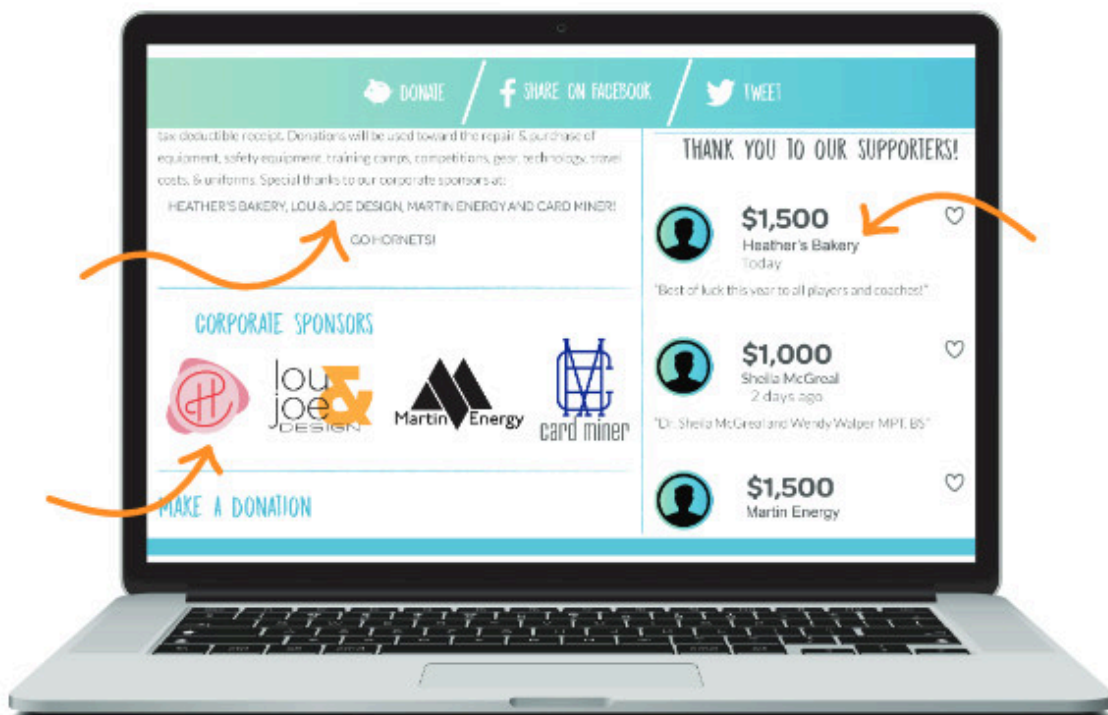 DONATE
SHARE ON FACEBOOK
TWEET
tax deductible receipt. Donations will be used toward the repair & purchase of
equipment, safety equipment, training camps, competitions, gear, technology, travel
costs, & uniforms. Special thanks to our corporate sponsors at:
HEATHER'S BAKERY, LOU & JOE DESIGN, MARTIN ENERGY AND CARD MINER!
GO HORNETS!
CORPORATE SPONSORS
H
lou
joe &
DESIGN
Martin Energy
CM
card miner
MAKE A DONATION
THANK YOU TO OUR SUPPORTERS!
$1,500
Heather's Bakery
Today
"Best of luck this year to all players and coaches!"
$1,000
Sheila McGreal
2 days ago
"Dr. Sheila McGreal and Wendy Walper MPT, BS"
$1,500
Martin Energy